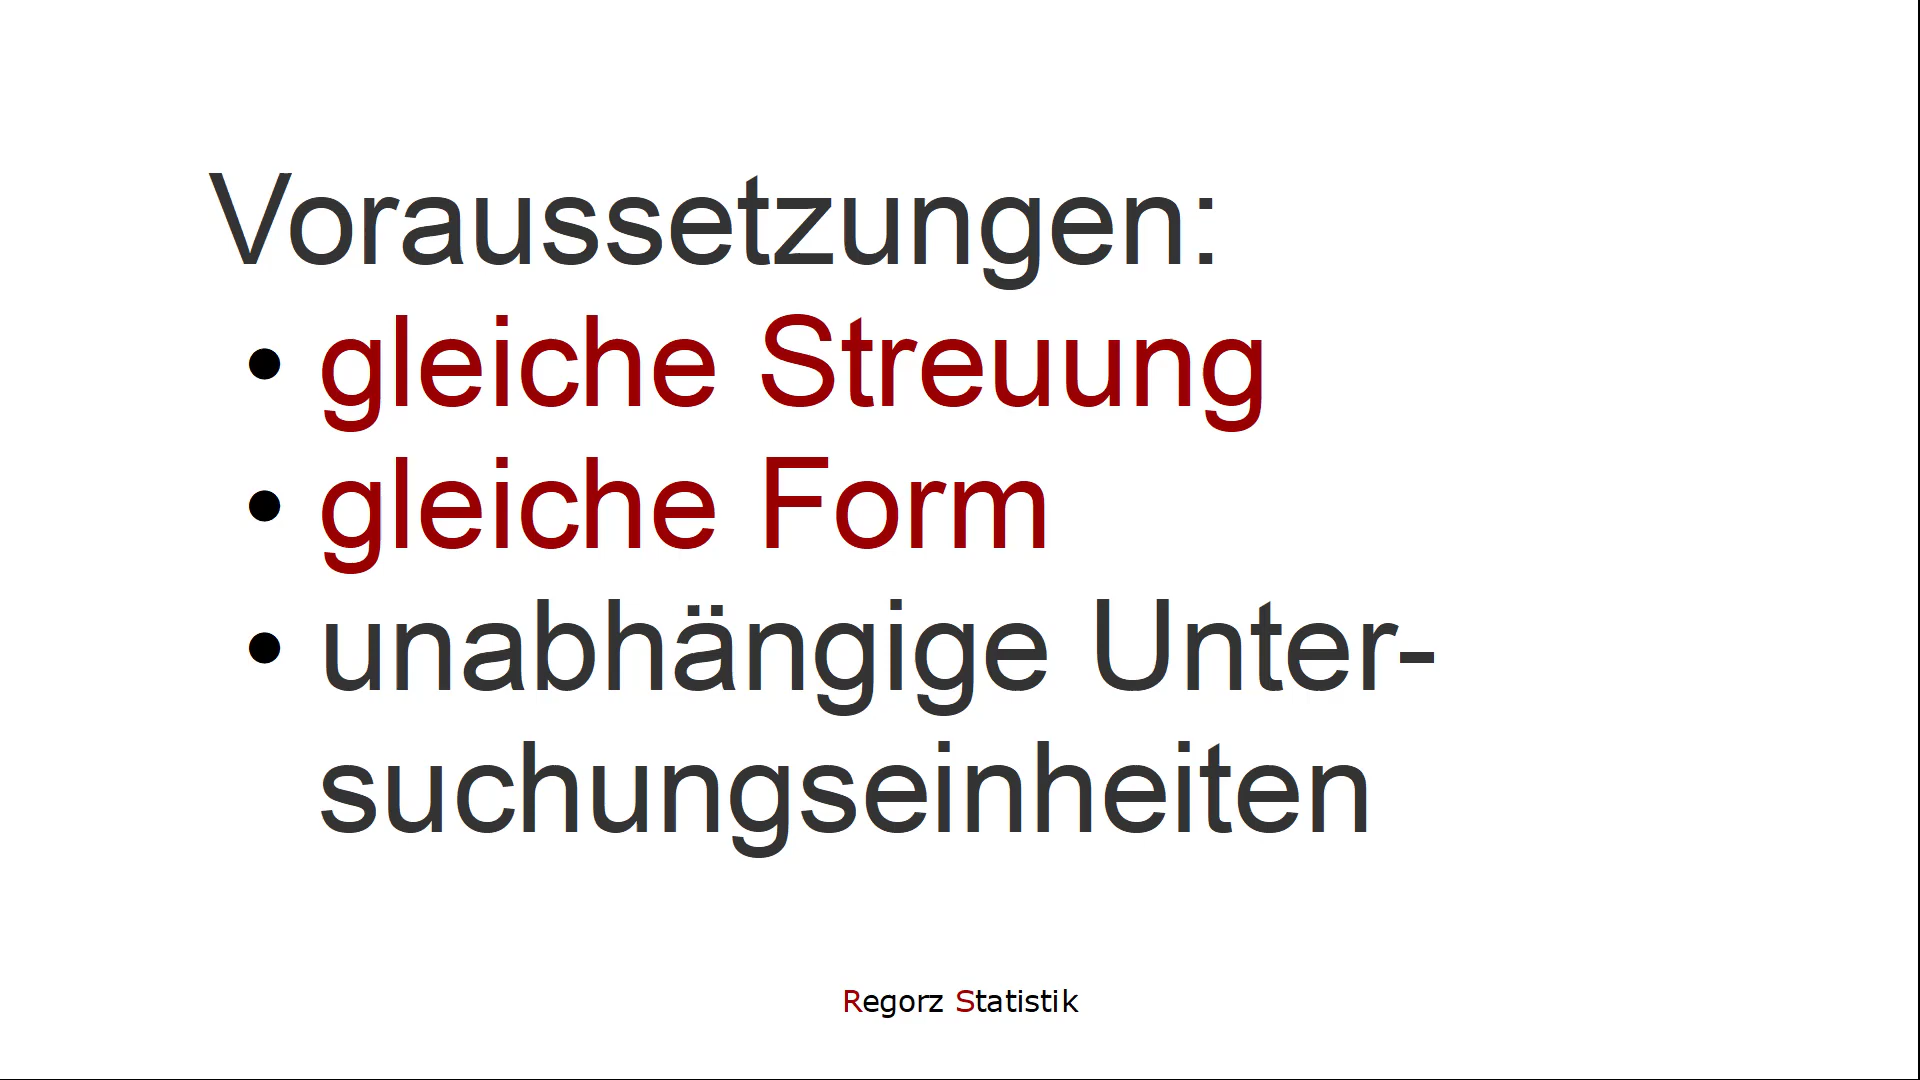 Voraussetzungen:
• gleiche Streuung
• gleiche Form
• unabhängige Unter-
suchungseinheiten
Regorz Statistik